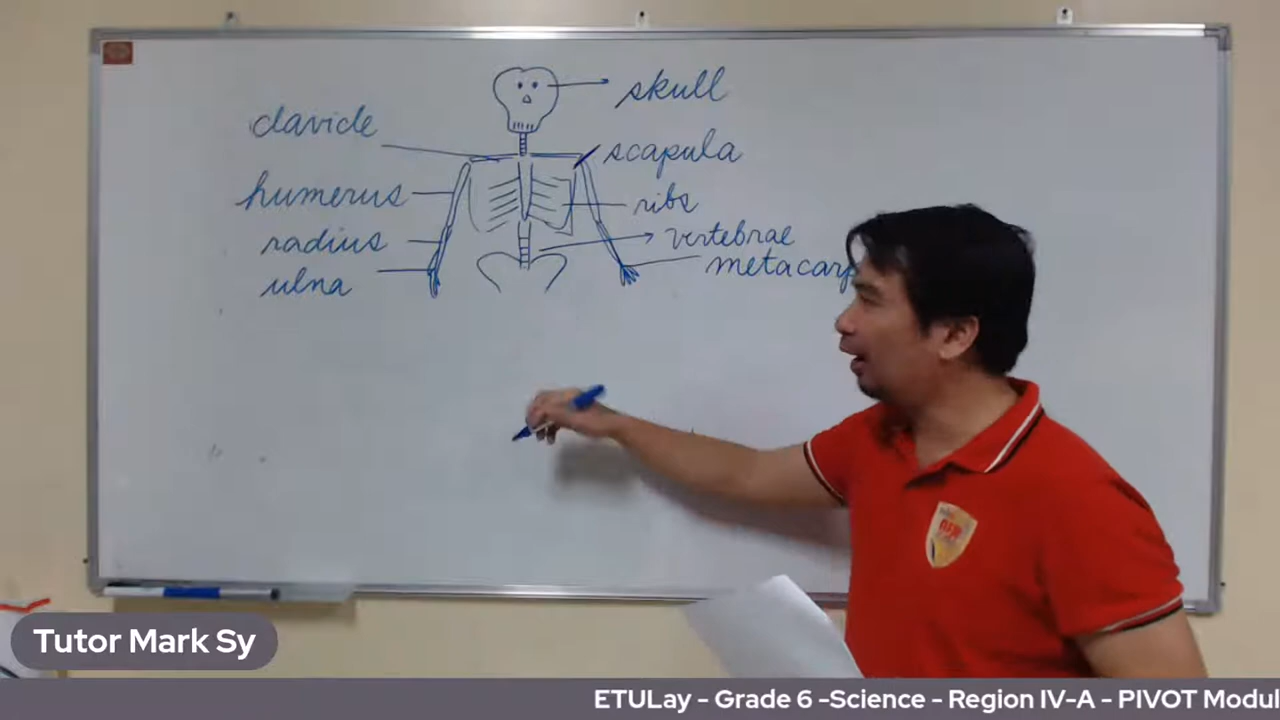 skull
clavicle
scapula
humerus
ribs
radius
vertebrae
metacarp
ulna
Tutor Mark Sy
ETULay - Grade 6 -Science - Region IV-A - PIVOT Modul